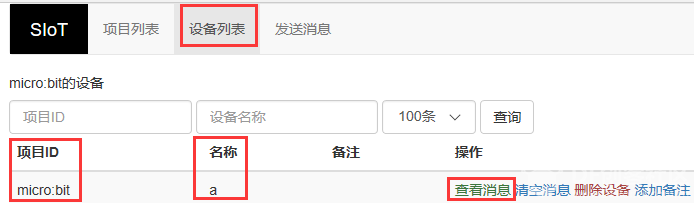 SIoT 项目列表 设备列表 发送消息
micro:bit的设备
项目ID 设备名称 100条 查询
项目ID 名称 备注 操作
micro:bit a 查看消息 清空消息 删除设备 添加备注